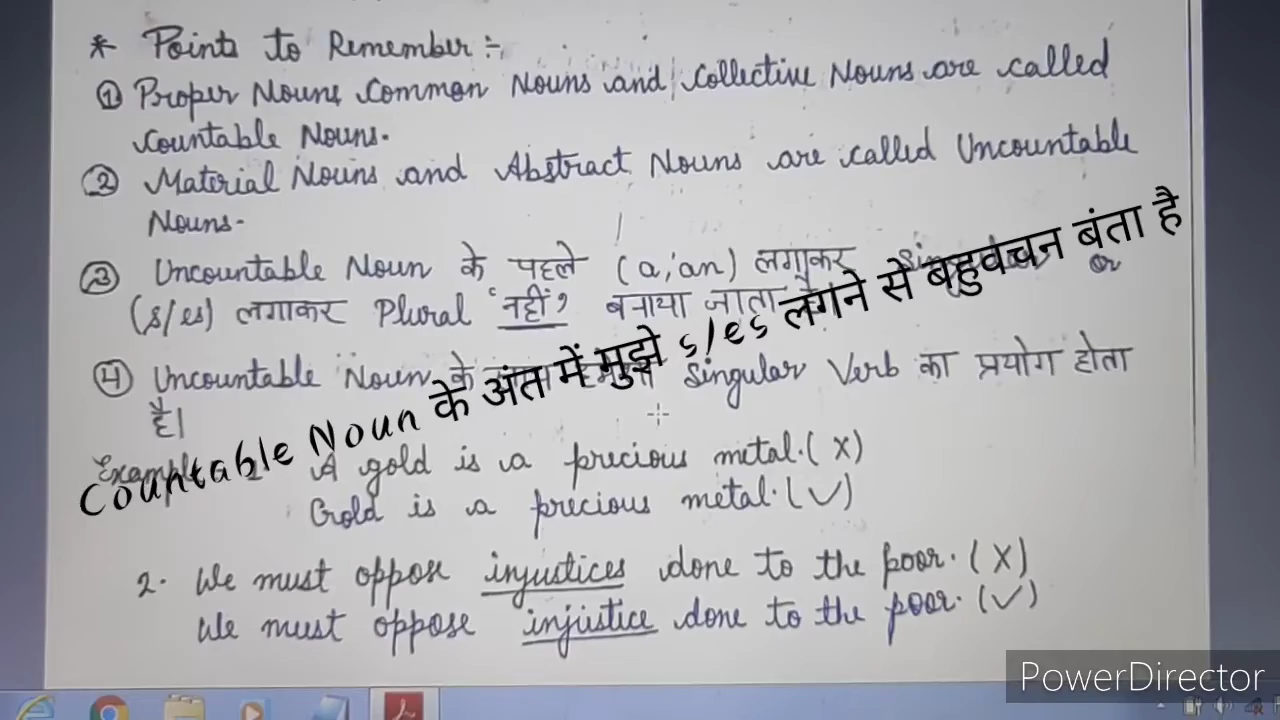 * Points to Remember :-
① Proper Nouns, Common Nouns and Collective Nouns are called
Countable Nouns.
② Material Nouns and Abstract Nouns are called Uncountable
Nouns.
③ Uncountable Noun के पहले (a, an) लगाकर or
(s/es) लगाकर Plural 'नहीं' बनाया जाता
④ Uncountable Noun के Singular Verb का प्रयोग होता
है।
Countable Noun के अंत में मुझे s/es लगने से बहुवचन बंता है
Example A gold is a precious metal. (X)
Gold is a precious metal. (✓)
2. We must oppose injustices done to the poor. (X)
We must oppose injustice done to the poor. (✓)
PowerDirector